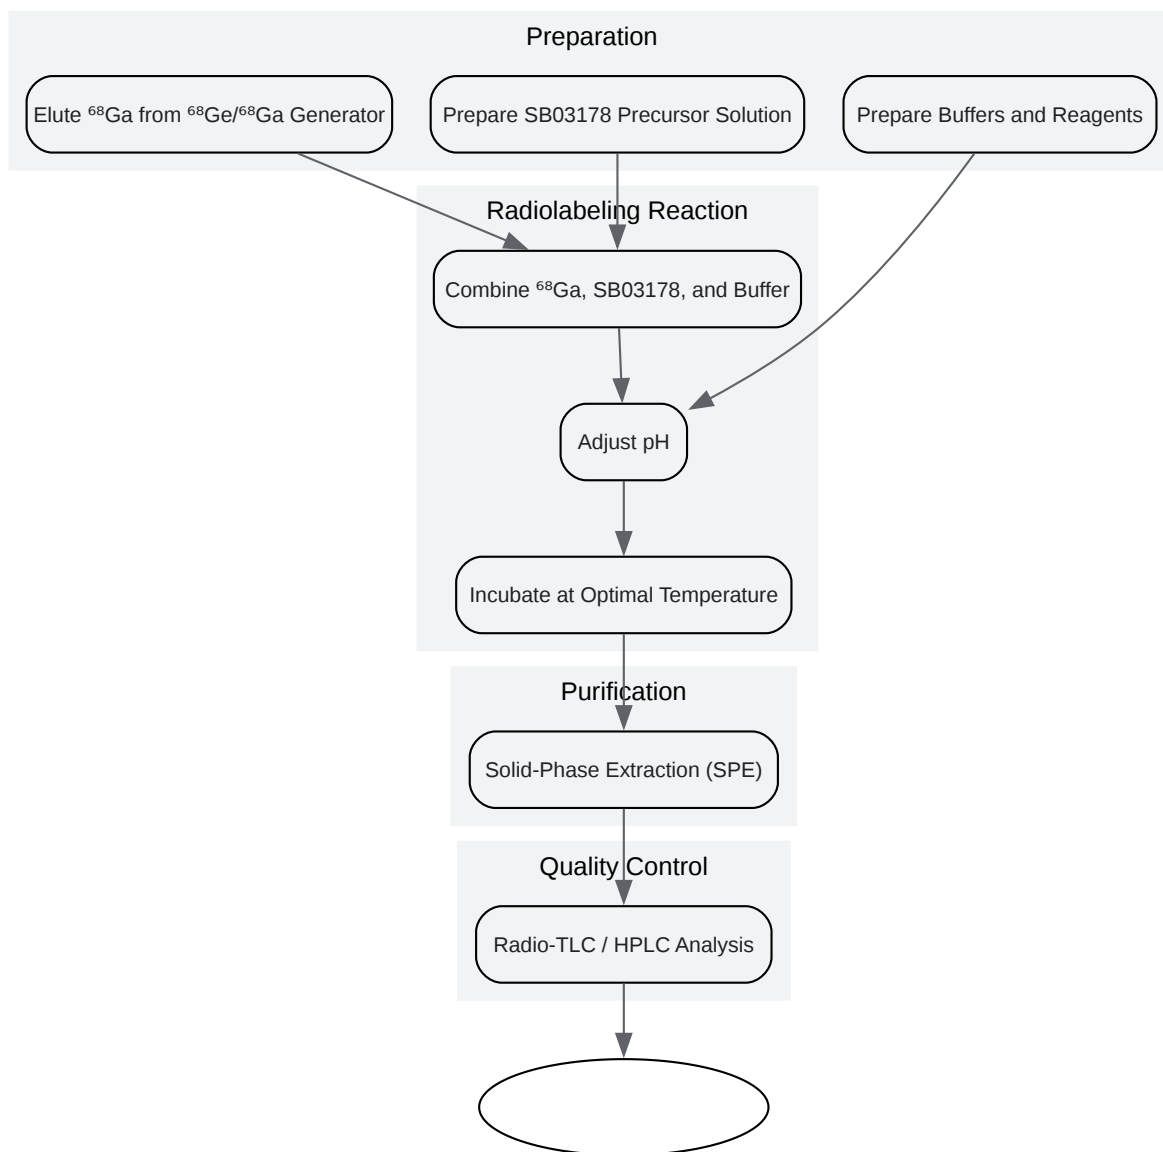 Preparation
Elute ⁶⁸Ga from ⁶⁸Ge/⁶⁸Ga Generator
Prepare SB03178 Precursor Solution
Prepare Buffers and Reagents
Radiolabeling Reaction
Combine ⁶⁸Ga, SB03178, and Buffer
Adjust pH
Incubate at Optimal Temperature
Purification
Solid-Phase Extraction (SPE)
Quality Control
Radio-TLC / HPLC Analysis